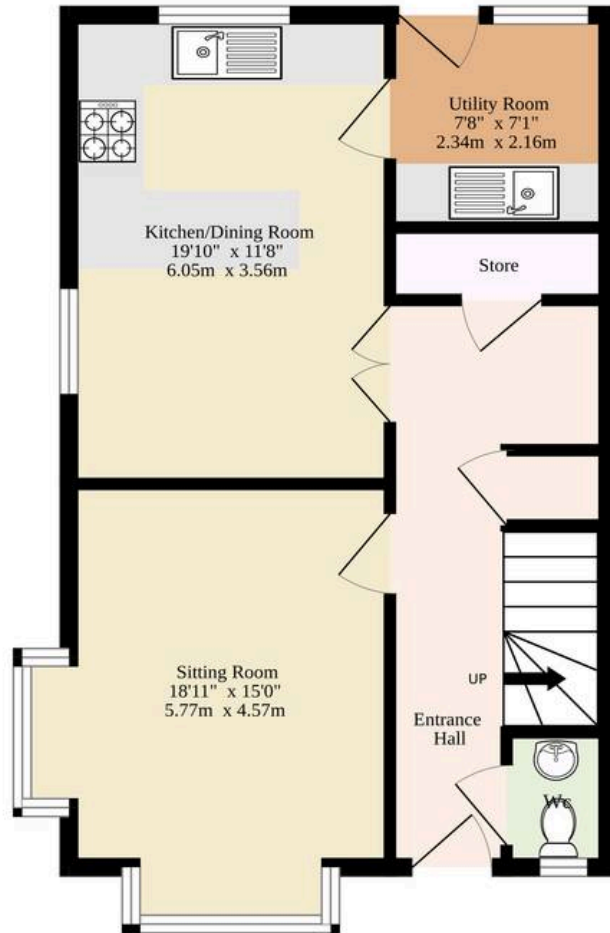 Utility Room
7'8" x 7'1"
2.34m x 2.16m
Kitchen/Dining Room
19'10" x 11'8"
6.05m x 3.56m
Store
Sitting Room
18'11" x 15'0"
5.77m x 4.57m
UP
Entrance
Hall
Wc